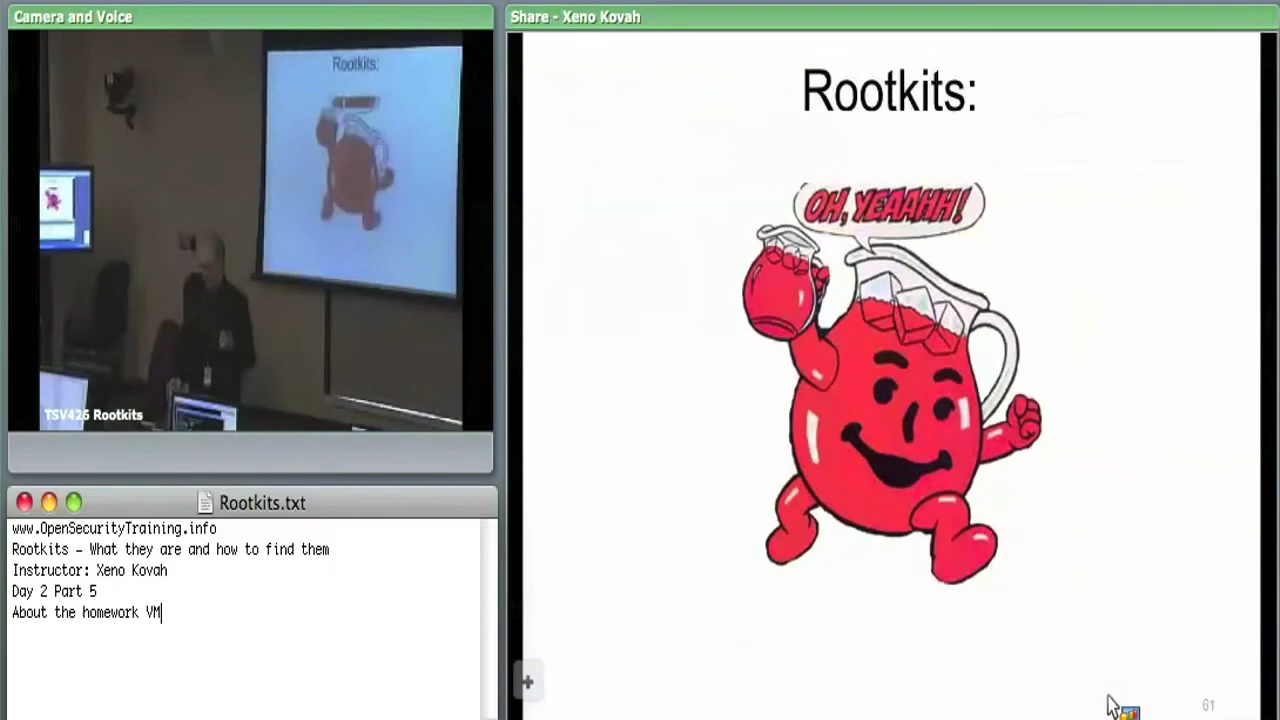 Camera and Voice
Rootkits:
TSV426 Rootkits
Rootkits.txt
www.OpenSecurityTraining.info
Rootkits - What they are and how to find them
Instructor: Xeno Kovah
Day 2 Part 5
About the homework VM
Share - Xeno Kovah
Rootkits:
OH, YEAAHH!
61